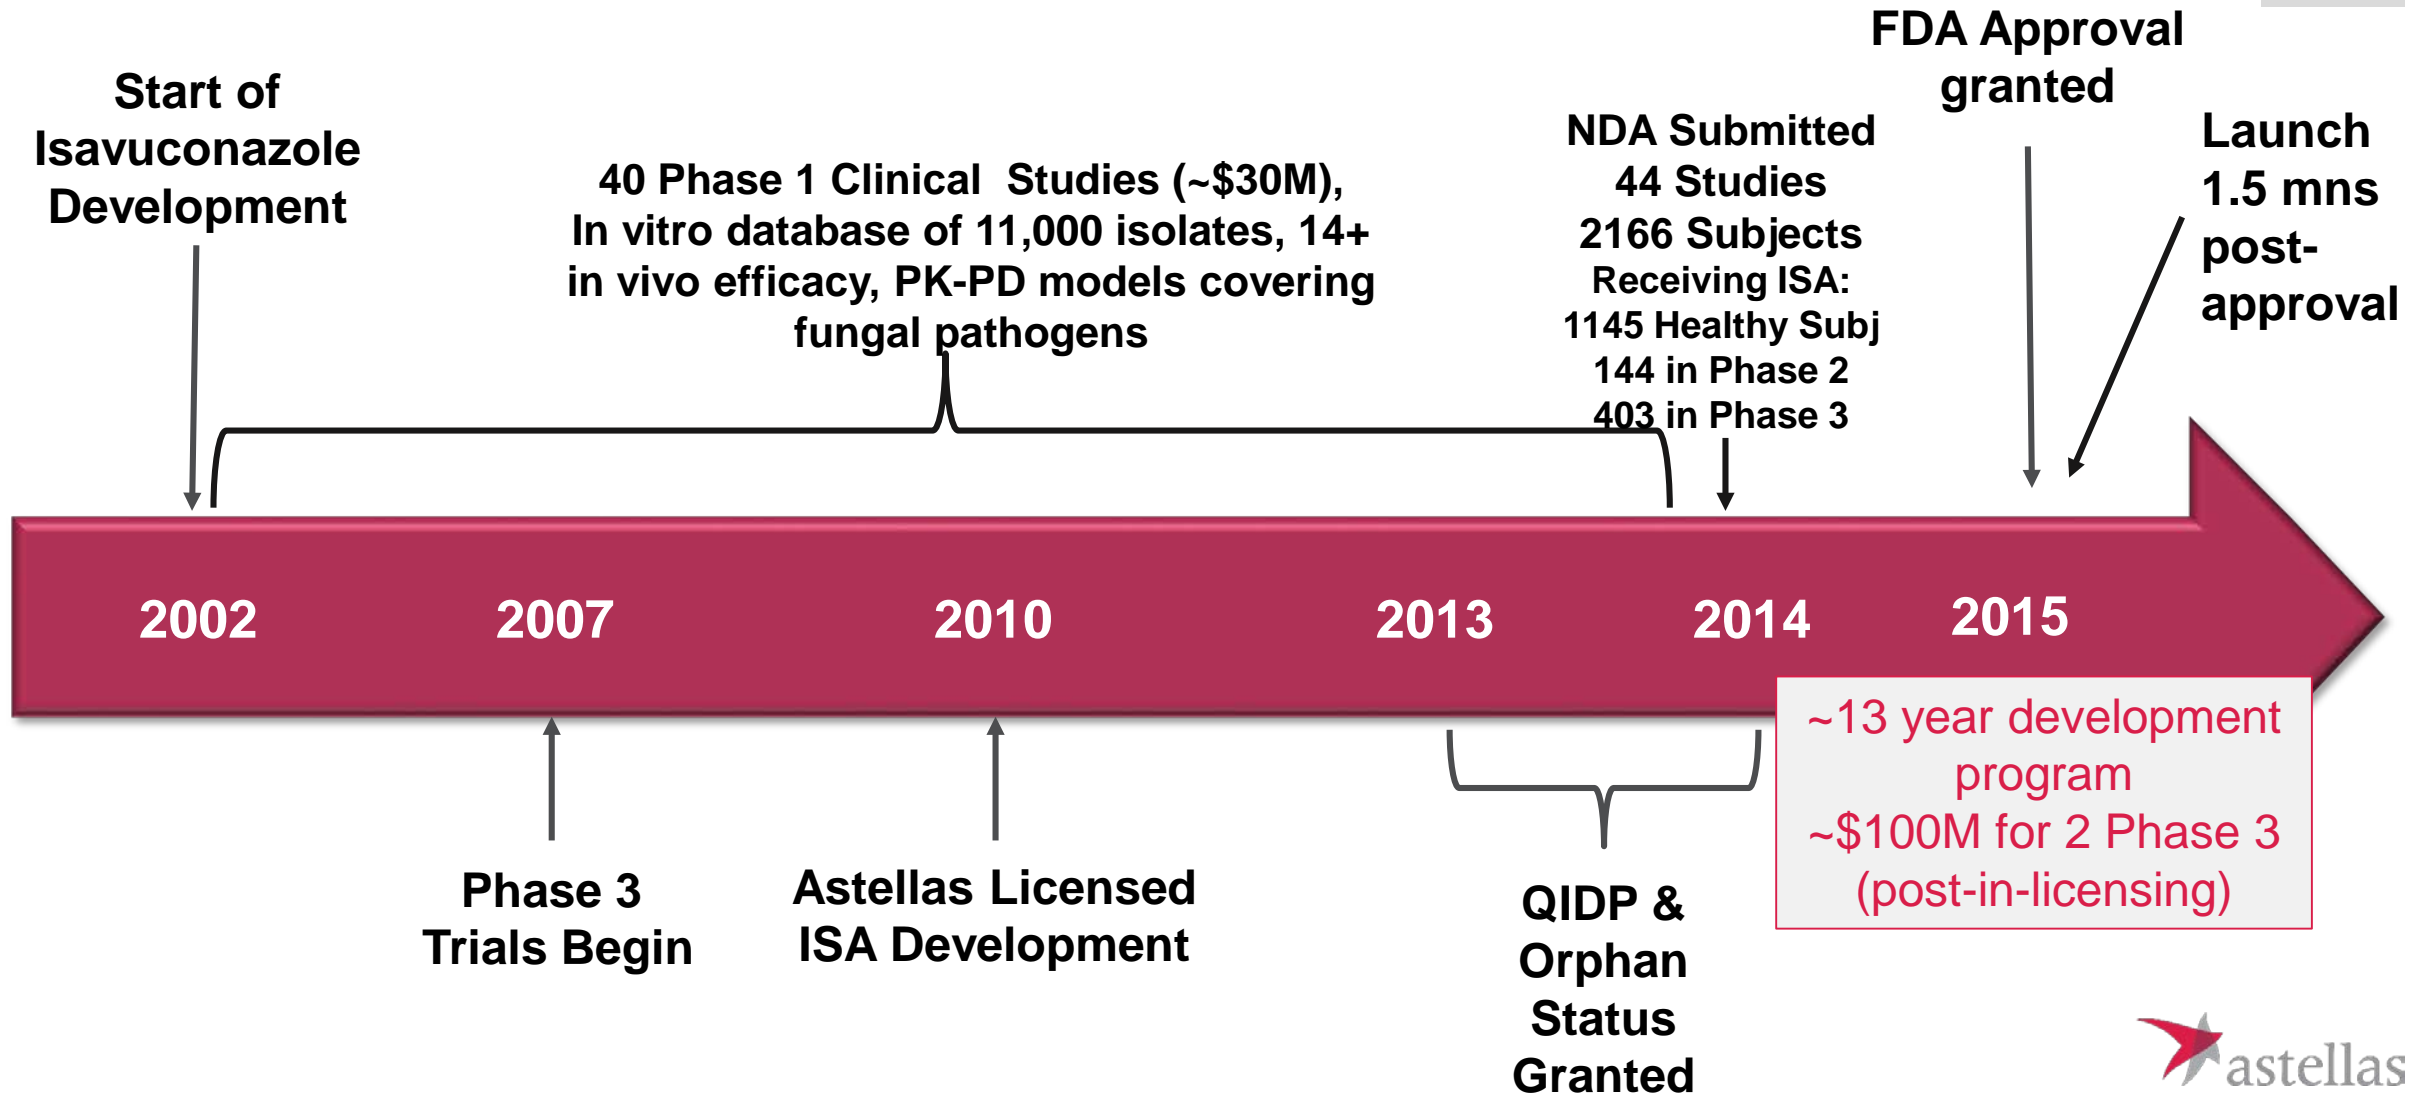 Start of
Isavuconazole
Development
40 Phase 1 Clinical Studies (~$30M),
In vitro database of 11,000 isolates, 14+
in vivo efficacy, PK-PD models covering
fungal pathogens
NDA Submitted
44 Studies
2166 Subjects
Receiving ISA:
1145 Healthy Subj
144 in Phase 2
403 in Phase 3
FDA Approval
granted
Launch
1.5 mns
post-
approval
2002
2007
2010
2013
2014
2015
Phase 3
Trials Begin
Astellas Licensed
ISA Development
QIDP &
Orphan
Status
Granted
~13 year development
program
~$100M for 2 Phase 3
(post-in-licensing)
astellas